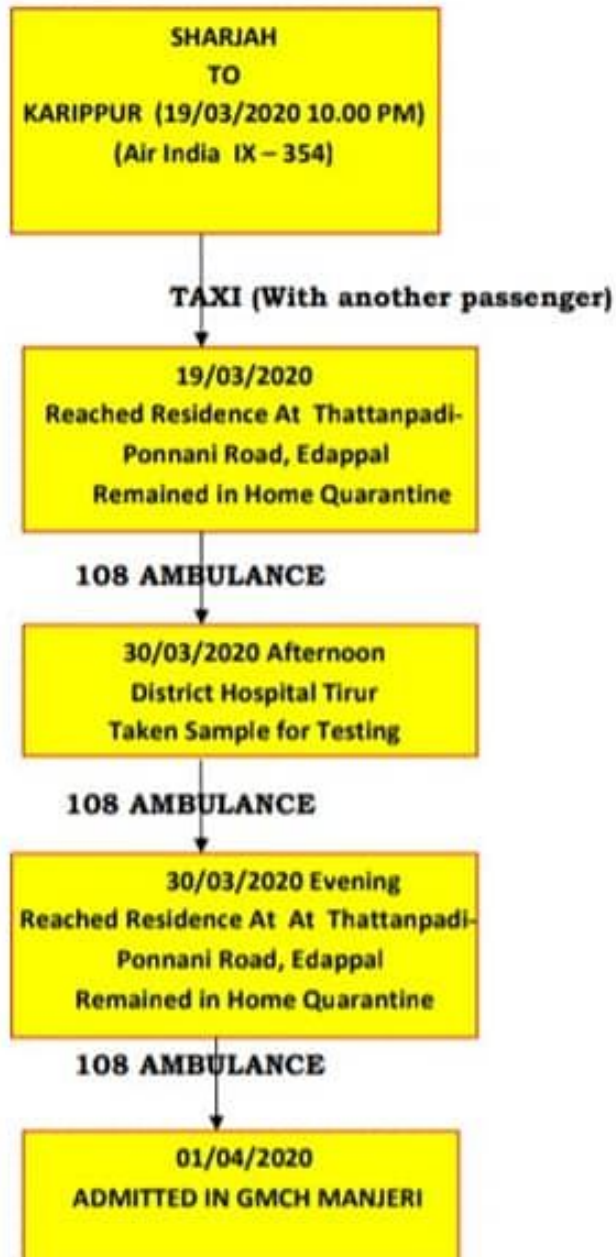 SHARJAH
TO
KARIPPUR (19/03/2020 10.00 PM)
(Air India IX – 354)
TAXI (With another passenger)
19/03/2020
Reached Residence At Thattanpadi-
Ponnani Road, Edappal
Remained in Home Quarantine
108 AMBULANCE
30/03/2020 Afternoon
District Hospital Tirur
Taken Sample for Testing
108 AMBULANCE
30/03/2020 Evening
Reached Residence At At Thattanpadi-
Ponnani Road, Edappal
Remained in Home Quarantine
108 AMBULANCE
01/04/2020
ADMITTED IN GMCH MANJERI